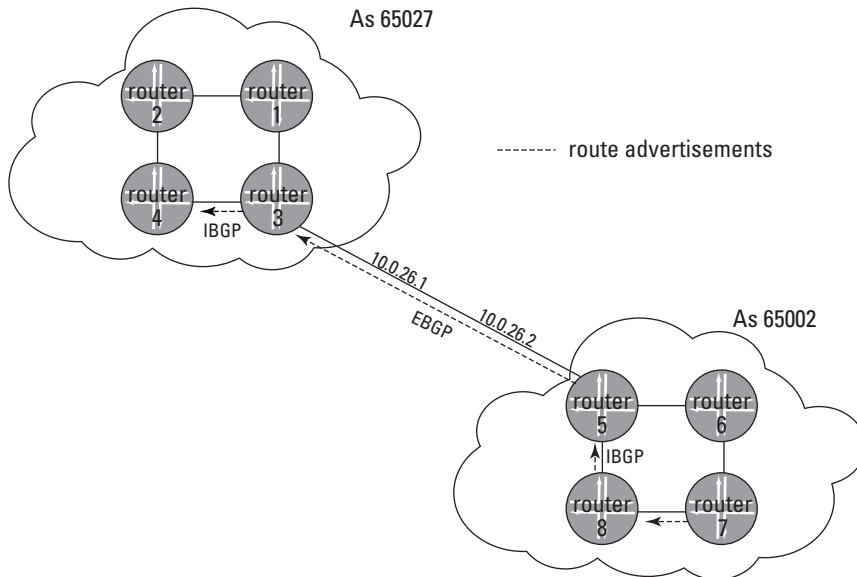 As 65027
router
2
router
1
route advertisements
router
4
router
3
IBGP
10.0.26.1
10.0.26.2
EBGP
As 65002
router
5
router
6
IBGP
router
8
router
7